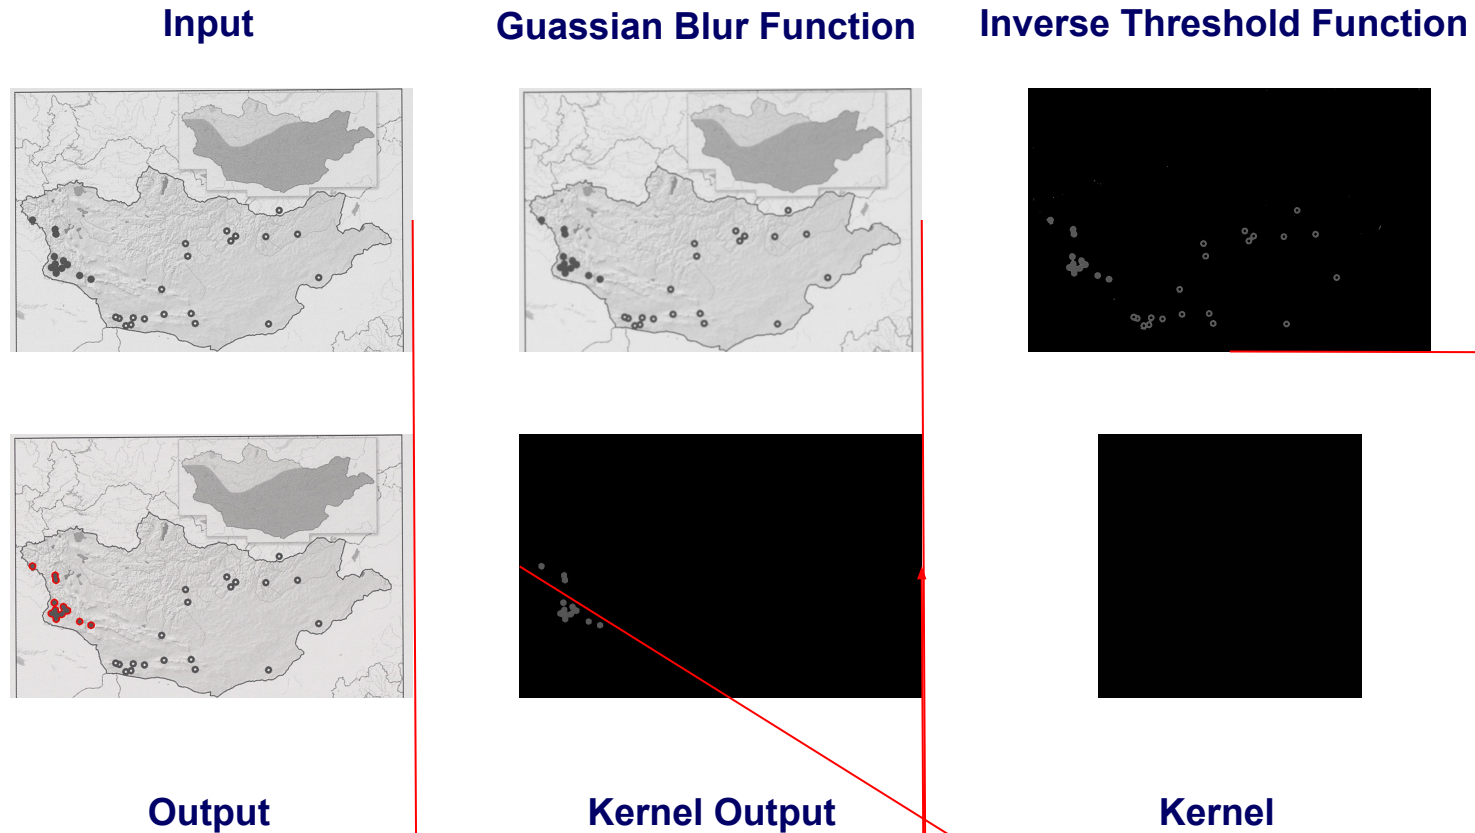 Input
Guassian Blur Function
Inverse Threshold Function
Output
Kernel Output
Kernel